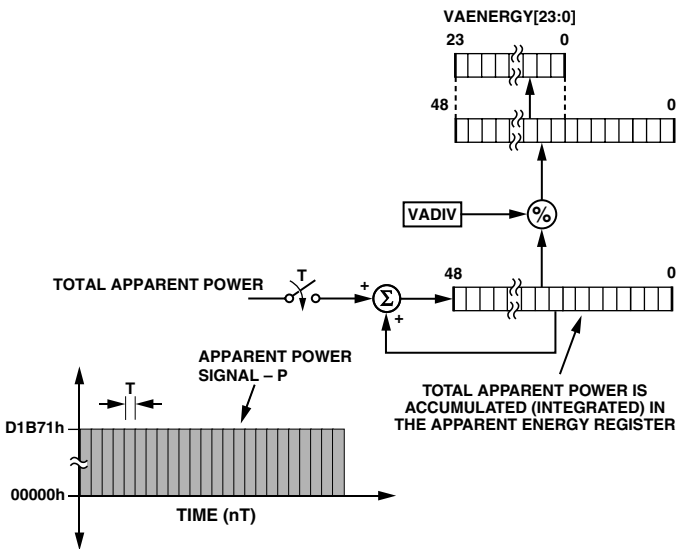 VAENERGY[23:0]
23 0
48 0
VADIV
%
TOTAL APPARENT POWER
T
+
Σ
+
48 0
APPARENT POWER
SIGNAL – P
T
D1B71h
00000h
TIME (nT)
TOTAL APPARENT POWER IS
ACCUMULATED (INTEGRATED) IN
THE APPARENT ENERGY REGISTER